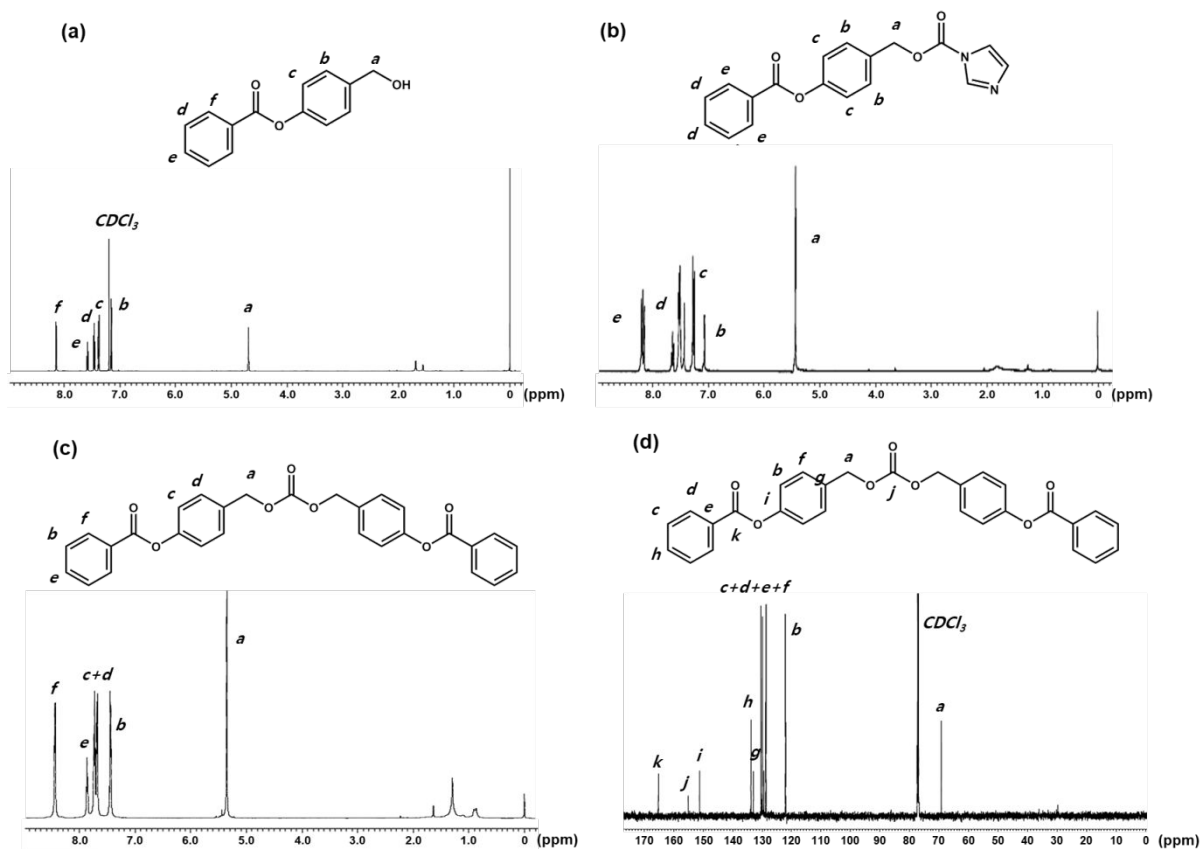 (a)
b
a
c
O
OH
f
d
O
e
CDCl₃
f
d
c
b
e
a
8.0 7.0 6.0 5.0 4.0 3.0 2.0 1.0 0 (ppm)
(b)
a
O
b
c
O
N
O
e
N
d
O
b
c
d
e
a
c
e
d
b
8.0 7.0 6.0 5.0 4.0 3.0 2.0 1.0 0 (ppm)
(c)
d
a
O
c
O
O
O
f
O
b
O
O
e
a
c+d
f
b
e
8.0 7.0 6.0 5.0 4.0 3.0 2.0 1.0 0 (ppm)
(d)
f
a
O
b
g
O
O
O
d
i
j
O
e
c
O
O
k
h
c+d+e+f
b
CDCl₃
h
a
g
k
i
j
170 160 150 140 130 120 110 100 90 80 70 60 50 40 30 20 10 0 (ppm)